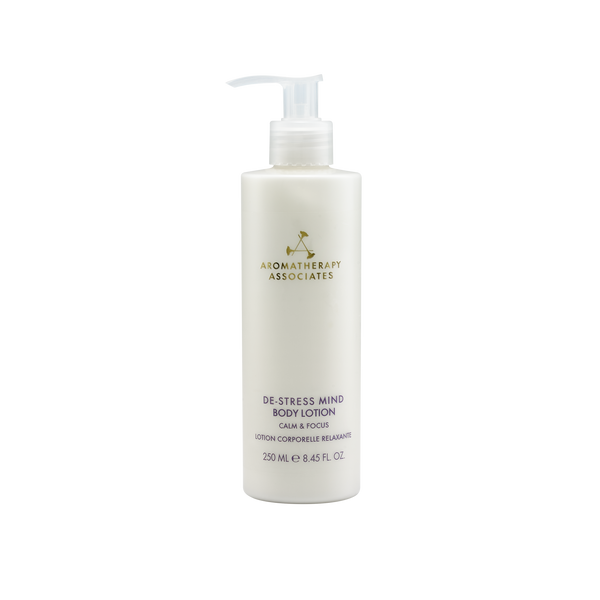 AROMATHERAPY
ASSOCIATES
DE-STRESS MIND
BODY LOTION
CALM & FOCUS
LOTION CORPORELLE RELAXANTE
250 ML ℮ 8.45 FL. OZ.